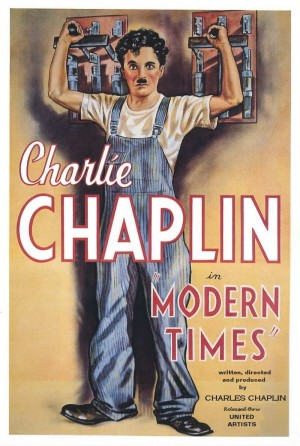 Charlie
CHAPLIN
in
"MODERN
TIMES"
written, directed
and produced
by
CHARLES CHAPLIN
Released thru
UNITED
ARTISTS